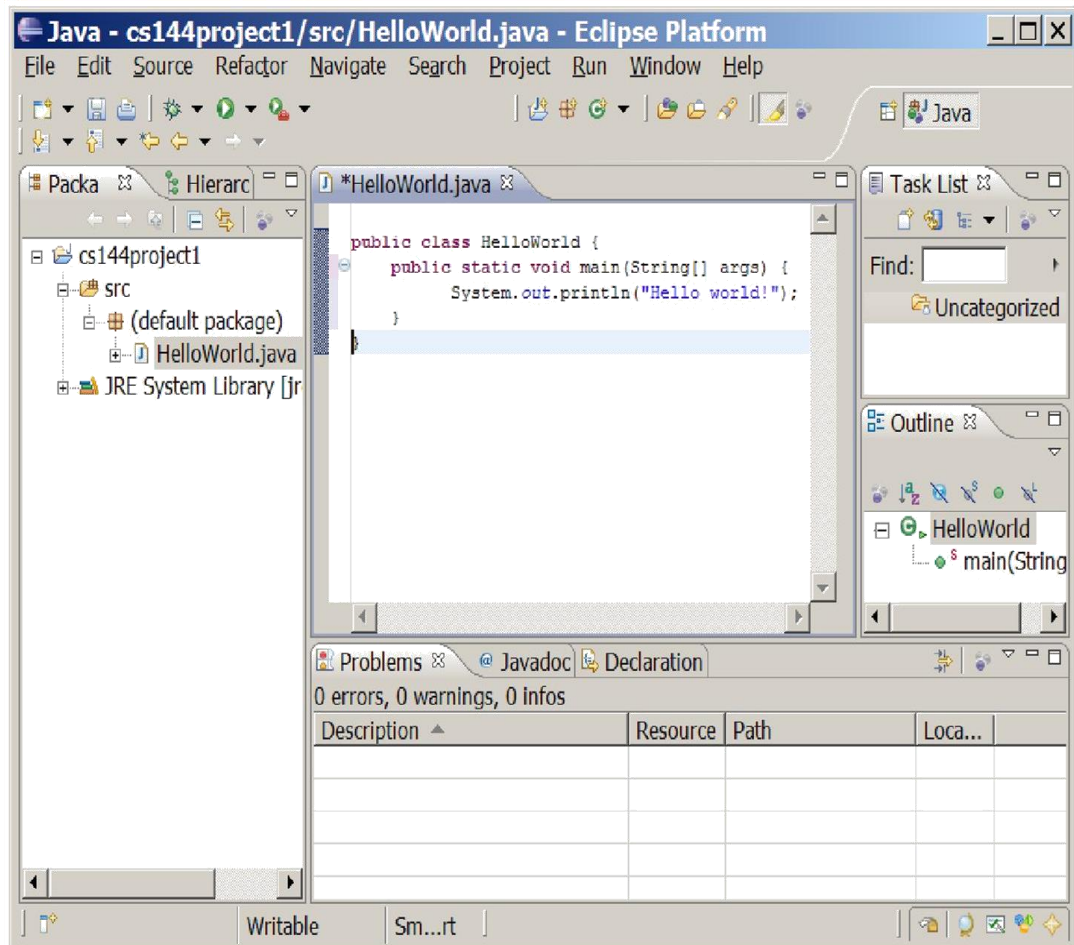 Java - cs144project1/src/HelloWorld.java - Eclipse Platform
File Edit Source Refactor Navigate Search Project Run Window Help
Java
Packa
Hierarc
cs144project1
src
(default package)
HelloWorld.java
JRE System Library [jr
*HelloWorld.java
public class HelloWorld {
public static void main(String[] args) {
System.out.println("Hello world!");
}
}
Task List
Find:
Uncategorized
Outline
HelloWorld
main(String
Problems @ Javadoc Declaration
0 errors, 0 warnings, 0 infos
Description Resource Path Loca...
Writable Sm...rt